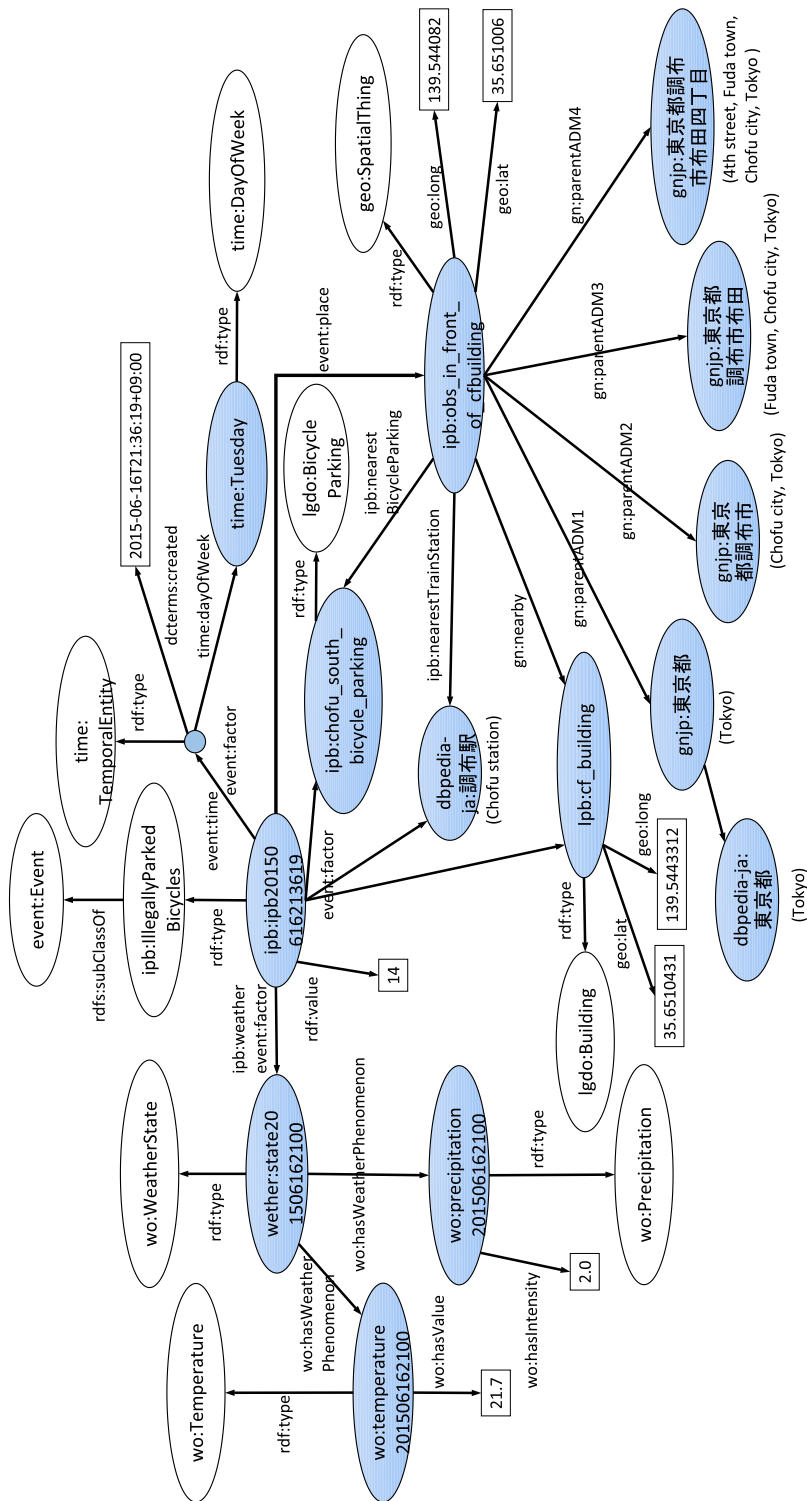 wo:Temperature
rdf:type
wo:temperature
201506162100
wo:hasValue
21.7
wo:hasWeather
Phenomenon
wo:WeatherState
rdf:type
wether:state20
1506162100
wo:hasWeatherPhenomenon
wo:precipitation
201506162100
wo:hasIntensity
2.0
rdf:type
wo:Precipitation
ipb:weather
event:factor
event:Event
rdfs:subClassOf
ipb:IllegallyParked
Bicycles
rdf:type
ipb:ipb20150
616213619
rdf:value
14
event:factor
event:time
event:factor
time:
TemporalEntity
rdf:type
dcterms:created
2015-06-16T21:36:19+09:00
time:dayOfWeek
time:Tuesday
rdf:type
time:DayOfWeek
event:place
lgdo:Bicycle
Parking
rdf:type
ipb:chofu_south_
bicycle_parking
ipb:nearest
BicycleParking
dbpedia-
ja:調布駅
(Chofu station)
ipb:nearestTrainStation
gn:nearby
Ipb:cf_building
rdf:type
lgdo:Building
geo:lat
35.6510431
geo:long
139.5443312
ipb:obs_in_front_
of_cfbuilding
rdf:type
geo:SpatialThing
geo:long
139.544082
geo:lat
35.651006
gn:parentADM1
gnjp:東京都
(Tokyo)
dbpedia-ja:
東京都
(Tokyo)
gn:parentADM2
gnjp:東京
都調布市
(Chofu city, Tokyo)
gn:parentADM3
gnjp:東京都
調布市布田
(Fuda town, Chofu city, Tokyo)
gn:parentADM4
gnjp:東京都調布
市布田四丁目
(4th street, Fuda town,
Chofu city, Tokyo )